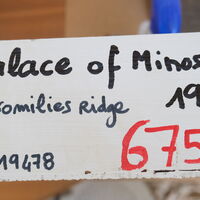 alace of Minos
romilies Ridge 19
19478 675